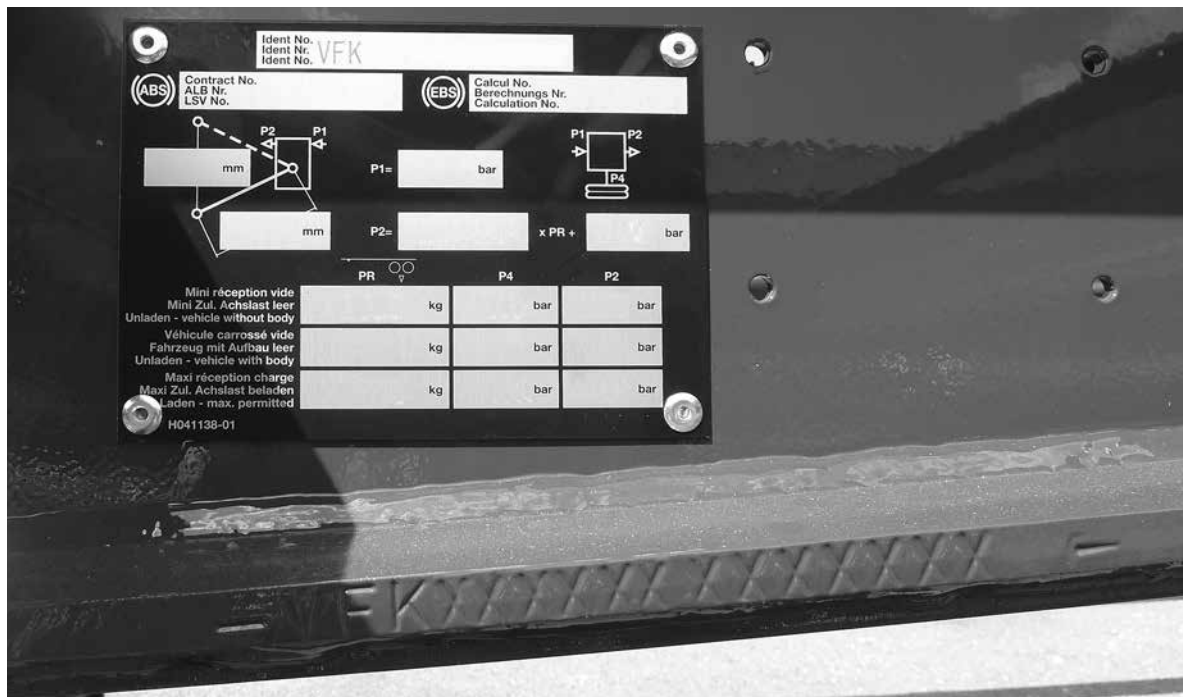 Ident No.
Ident Nr. VFK
Ident No.
ABS
Contract No.
ALB Nr.
LSV No.
EBS
Calcul No.
Berechnungs Nr.
Calculation No.
P2 P1
mm
P1= bar
P1 P2
P4
mm
P2= x PR + bar
PR P4 P2
Mini réception vide
Mini Zul. Achslast leer kg bar bar
Unladen - vehicle without body
Véhicule carrossé vide
Fahrzeug mit Aufbau leer kg bar bar
Unladen - vehicle with body
Maxi réception charge
Maxi Zul. Achslast beladen kg bar bar
Laden - max. permitted
H041138-01